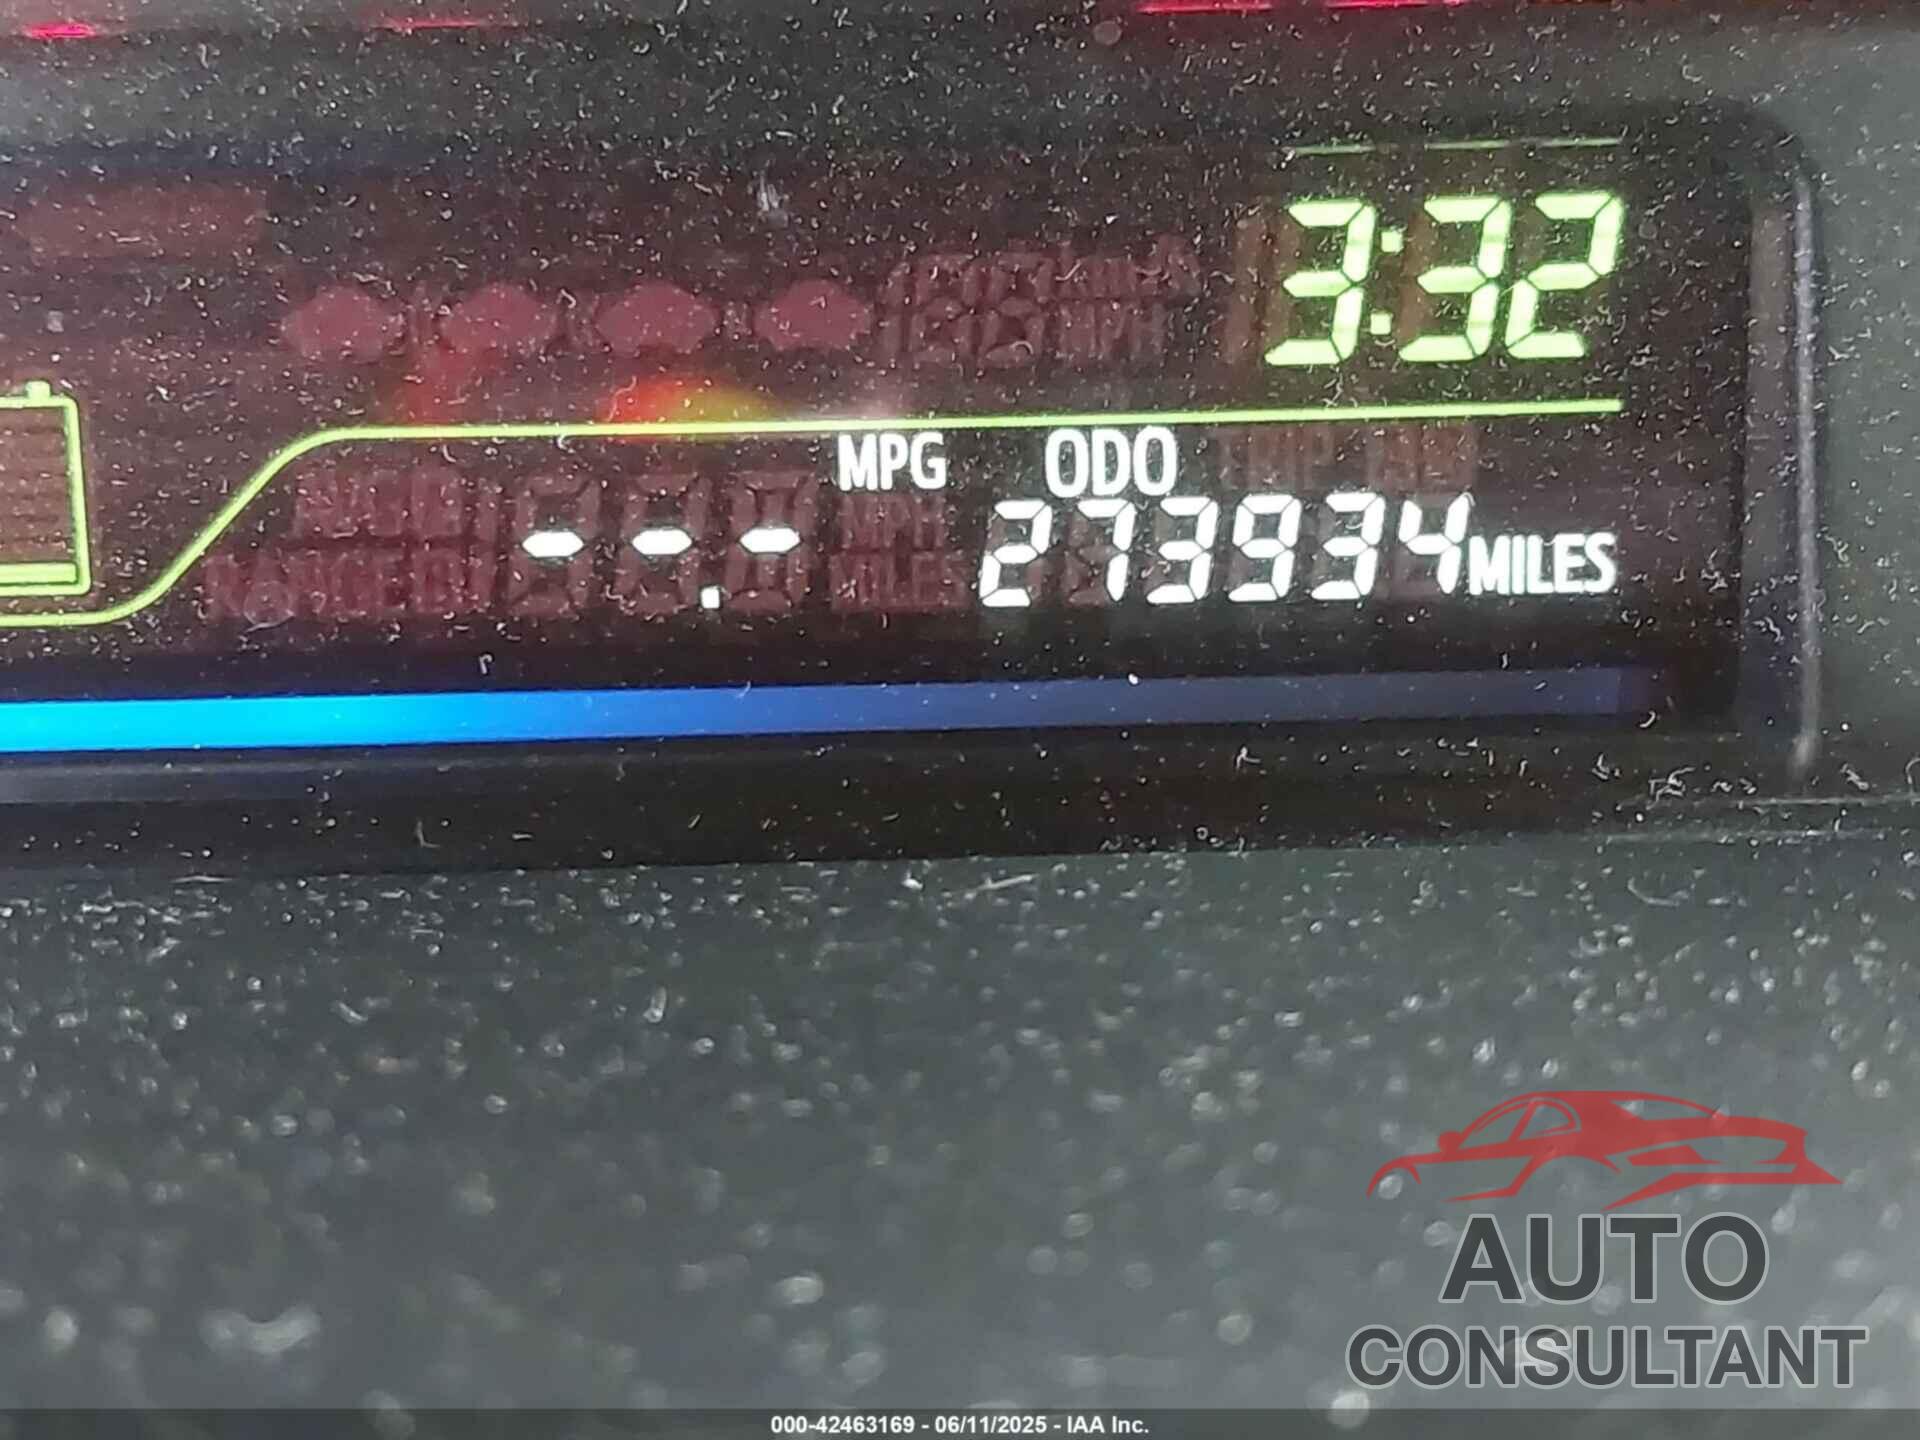 3:32
MPG ODO
--.- 273934 MILES
AUTO
CONSULTANT
000-42463169 - 06/11/2025 - IAA Inc.